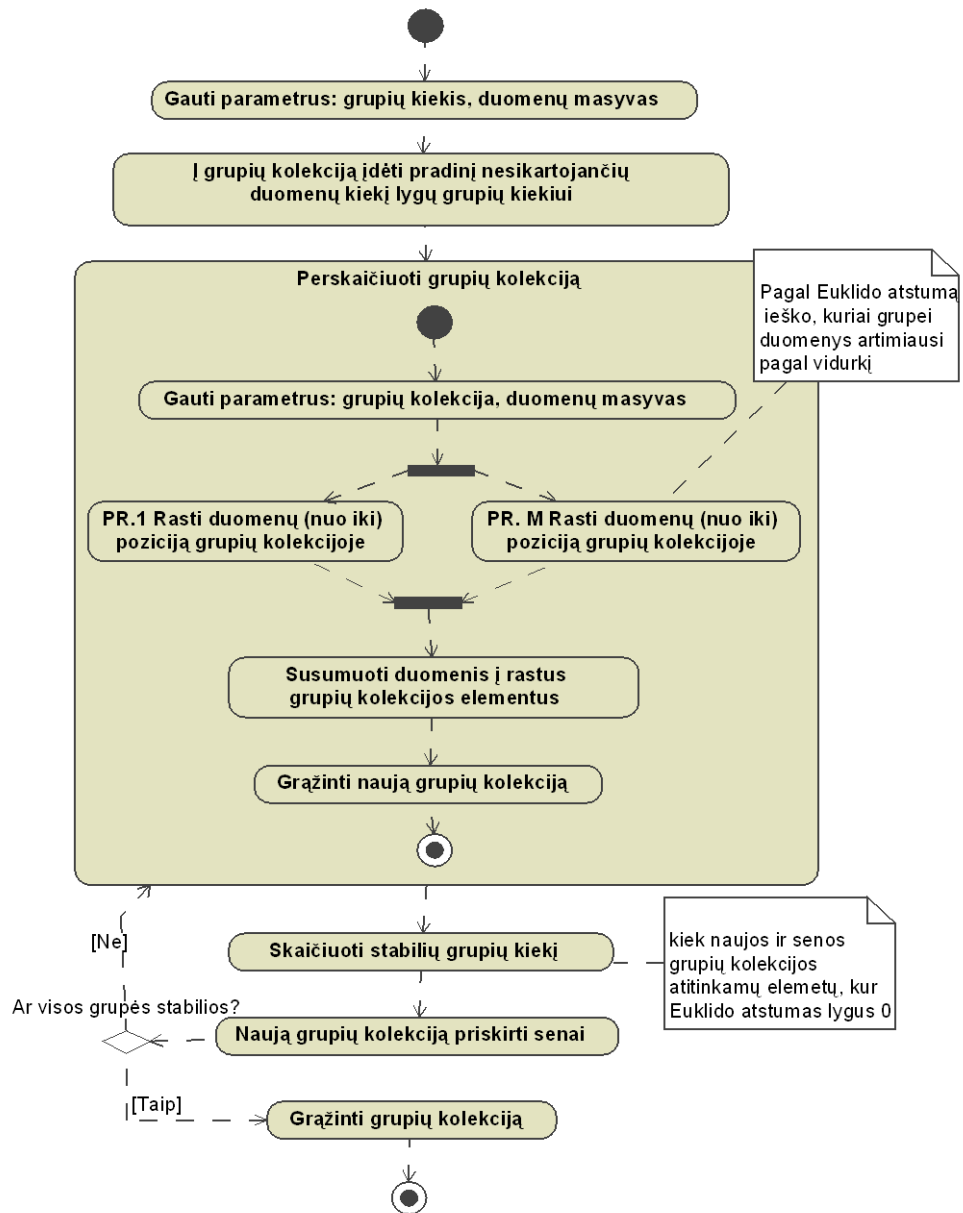 Gauti parametrus: grupių kiekis, duomenų masyvas
Į grupių kolekciją įdėti pradinį nesikartojančių
duomenų kiekį lygų grupių kiekiui
Perskaičiuoti grupių kolekciją
Pagal Euklido atstumą
ieško, kuriai grupei
duomenys artimiausi
pagal vidurkį
Gauti parametrus: grupių kolekcija, duomenų masyvas
PR.1 Rasti duomenų (nuo iki)
poziciją grupių kolekcijoje
PR. M Rasti duomenų (nuo iki)
poziciją grupių kolekcijoje
Susumuoti duomenis į rastus
grupių kolekcijos elementus
Grąžinti naują grupių kolekciją
[Ne]
Skaičiuoti stabilių grupių kiekį
kiek naujos ir senos
grupių kolekcijos
atitinkamų elemetų, kur
Euklido atstumas lygus 0
Ar visos grupės stabilios?
Naują grupių kolekciją priskirti senai
[Taip]
Grąžinti grupių kolekciją